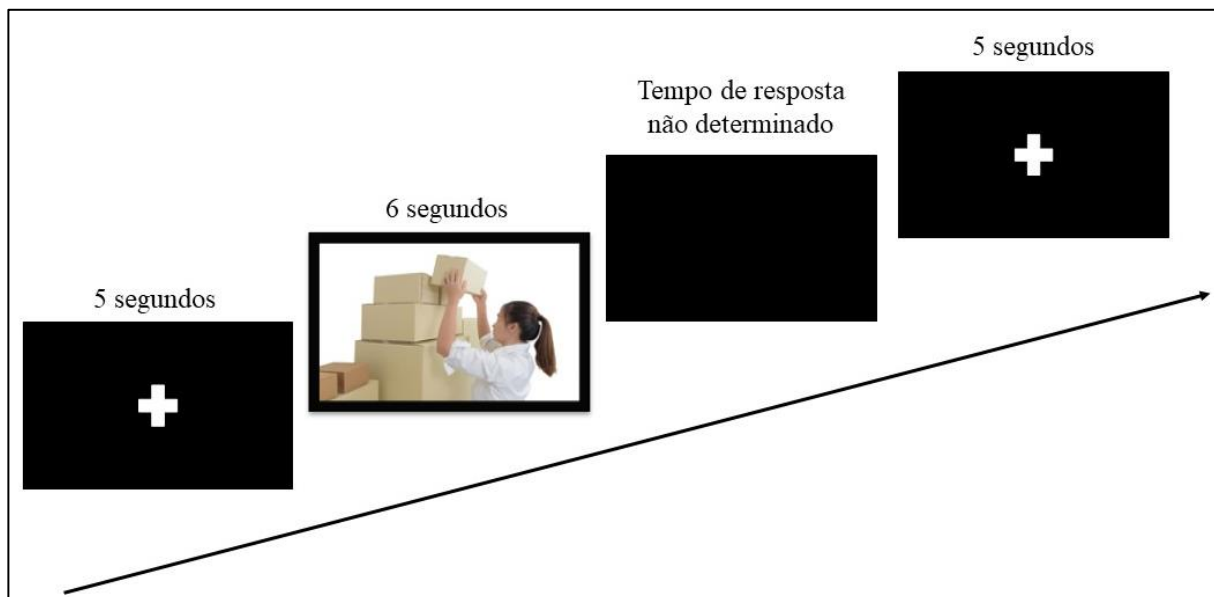 5 segundos
6 segundos
Tempo de resposta
não determinado
5 segundos